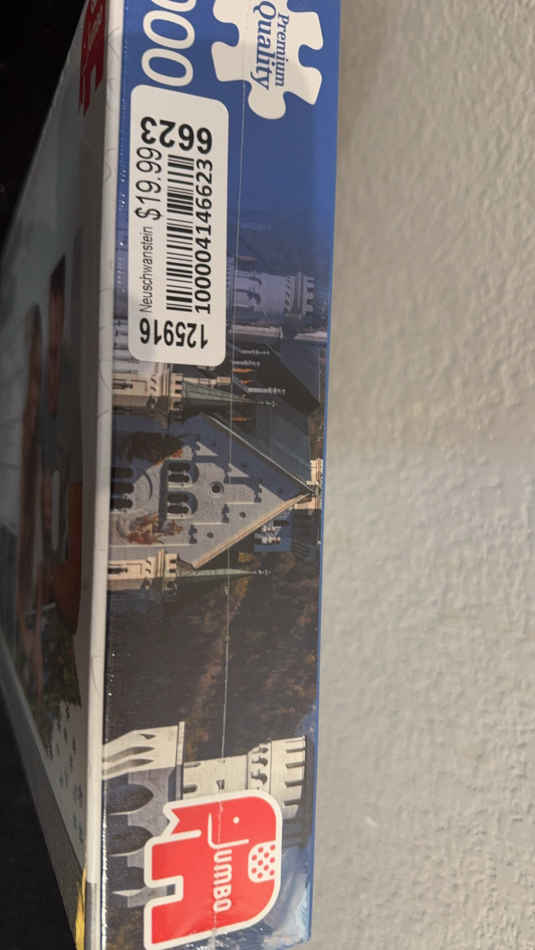 000
Premium
Quality
6623
Neuschwanstein $19.99
100004146623
125916
Jumbo